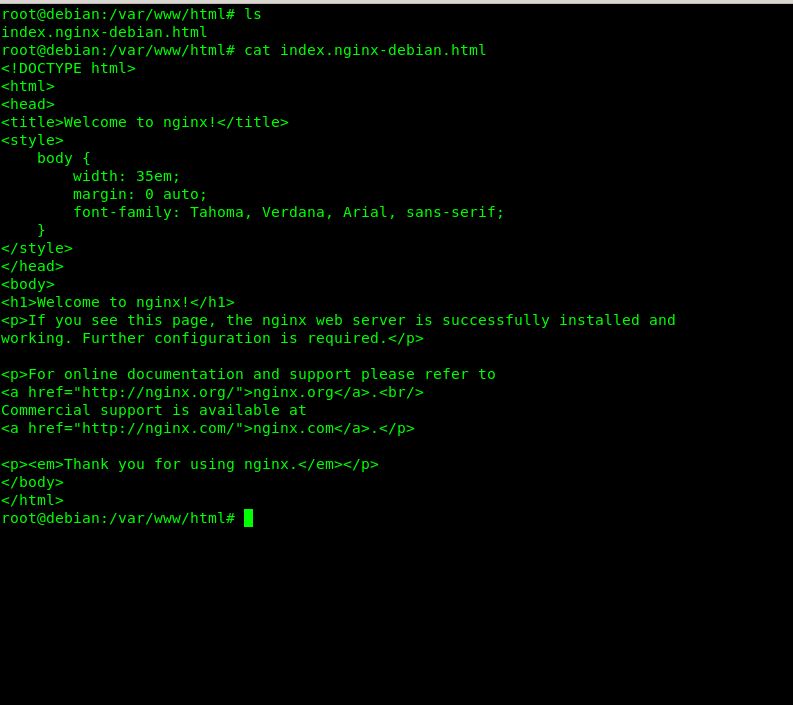 root@debian:/var/www/html# ls
index.nginx-debian.html
root@debian:/var/www/html# cat index.nginx-debian.html
<!DOCTYPE html>
<html>
<head>
<title>Welcome to nginx!</title>
<style>
    body {
        width: 35em;
        margin: 0 auto;
        font-family: Tahoma, Verdana, Arial, sans-serif;
    }
</style>
</head>
<body>
<h1>Welcome to nginx!</h1>
<p>If you see this page, the nginx web server is successfully installed and
working. Further configuration is required.</p>

<p>For online documentation and support please refer to
<a href="http://nginx.org/">nginx.org</a>.<br/>
Commercial support is available at
<a href="http://nginx.com/">nginx.com</a>.</p>

<p><em>Thank you for using nginx.</em></p>
</body>
</html>
root@debian:/var/www/html#